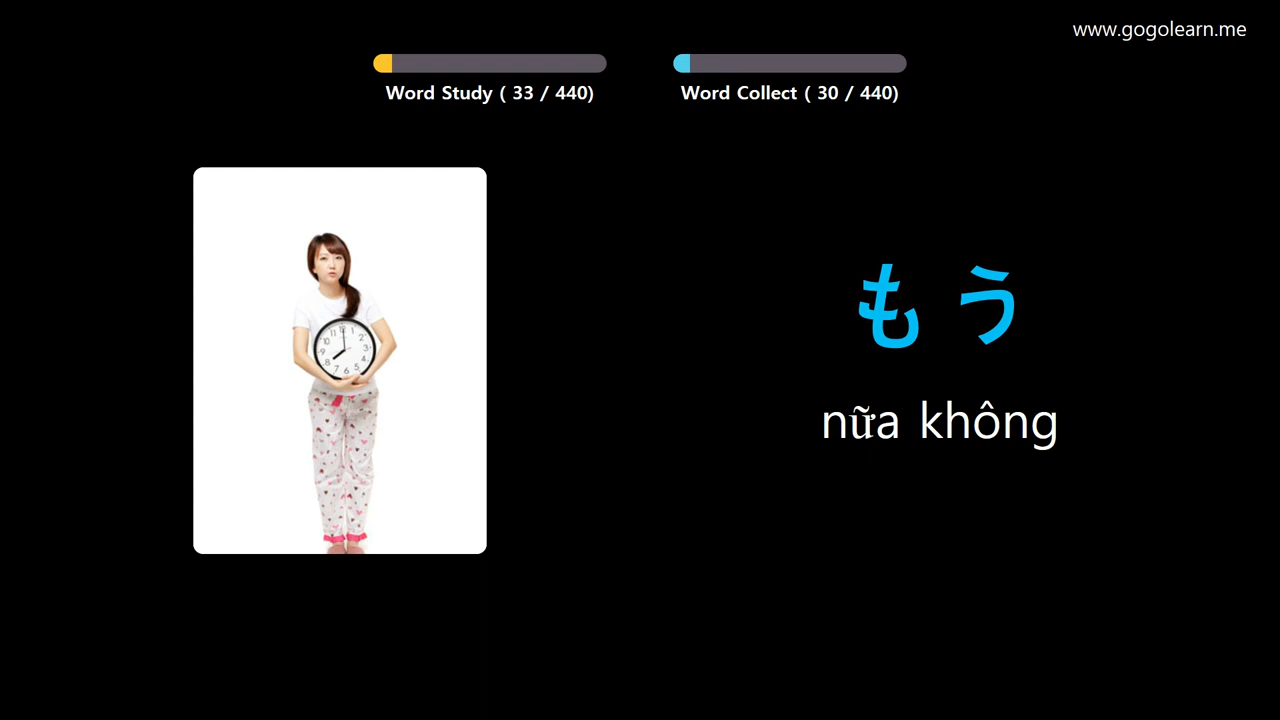 www.gogolearn.me
Word Study ( 33 / 440)
Word Collect ( 30 / 440)
もう
nữa không